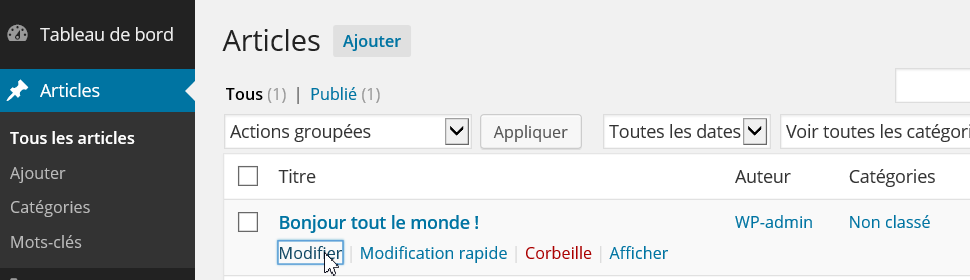 Tableau de bord
Articles
Tous les articles
Ajouter
Catégories
Mots-clés
Articles Ajouter
Tous (1) | Publié (1)
Actions groupées Appliquer Toutes les dates Voir toutes les catégori
Titre Auteur Catégories
Bonjour tout le monde ! WP-admin Non classé
Modifier | Modification rapide | Corbeille | Afficher